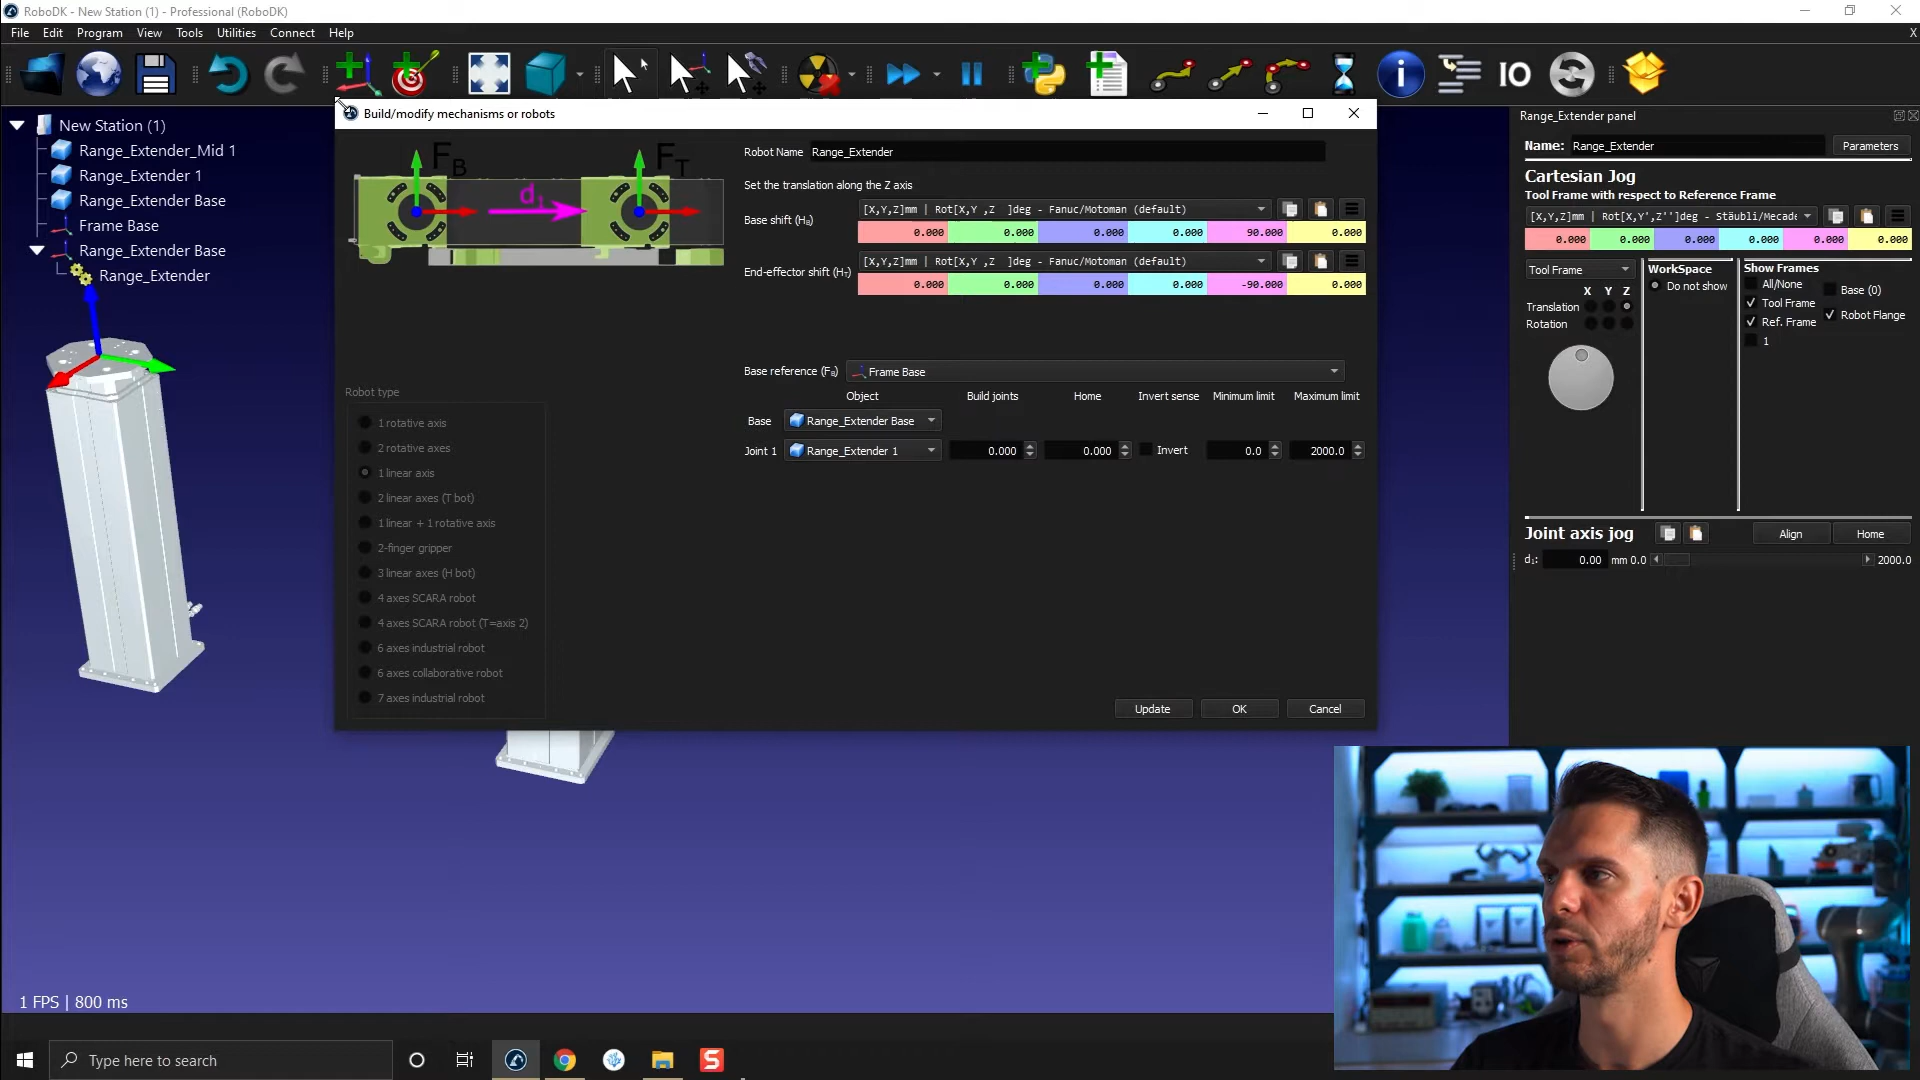 RoboDK - New Station (1) - Professional (RoboDK)
File Edit Program View Tools Utilities Connect Help
X
IO
New Station (1)
Range_Extender_Mid 1
Range_Extender 1
Range_Extender Base
Frame Base
Range_Extender Base
Range_Extender
Build/modify mechanisms or robots
FB
FT
d1
Robot Name Range_Extender
Set the translation along the Z axis
Base shift (HB)
[X,Y,Z]mm | Rot[X,Y ,Z ]deg - Fanuc/Motoman (default)
0.000 0.000 0.000 0.000 90.000 0.000
End-effector shift (HT)
[X,Y,Z]mm | Rot[X,Y ,Z ]deg - Fanuc/Motoman (default)
0.000 0.000 0.000 0.000 -90.000 0.000
Base reference (FB) Frame Base
Object Build joints Home Invert sense Minimum limit Maximum limit
Base Range_Extender Base
Joint 1 Range_Extender 1 0.000 0.000 Invert 0.0 2000.0
Robot type
1 rotative axis
2 rotative axes
1 linear axis
2 linear axes (T bot)
1 linear + 1 rotative axis
2-finger gripper
3 linear axes (H bot)
4 axes SCARA robot
4 axes SCARA robot (T=axis 2)
6 axes industrial robot
6 axes collaborative robot
7 axes industrial robot
Update OK Cancel
Range_Extender panel
Name: Range_Extender Parameters
Cartesian Jog
Tool Frame with respect to Reference Frame
[X,Y,Z]mm | Rot[X,Y',Z'']deg - Stäubli/Mecade
0.000 0.000 0.000 0.000 0.000 0.000
Tool Frame
X Y Z
Translation
Rotation
WorkSpace
Do not show
Show Frames
All/None Base (0)
Tool Frame
Robot Flange
Ref. Frame
1
Joint axis jog Align Home
d1: 0.00 mm 0.0 2000.0
1 FPS | 800 ms
Type here to search
S